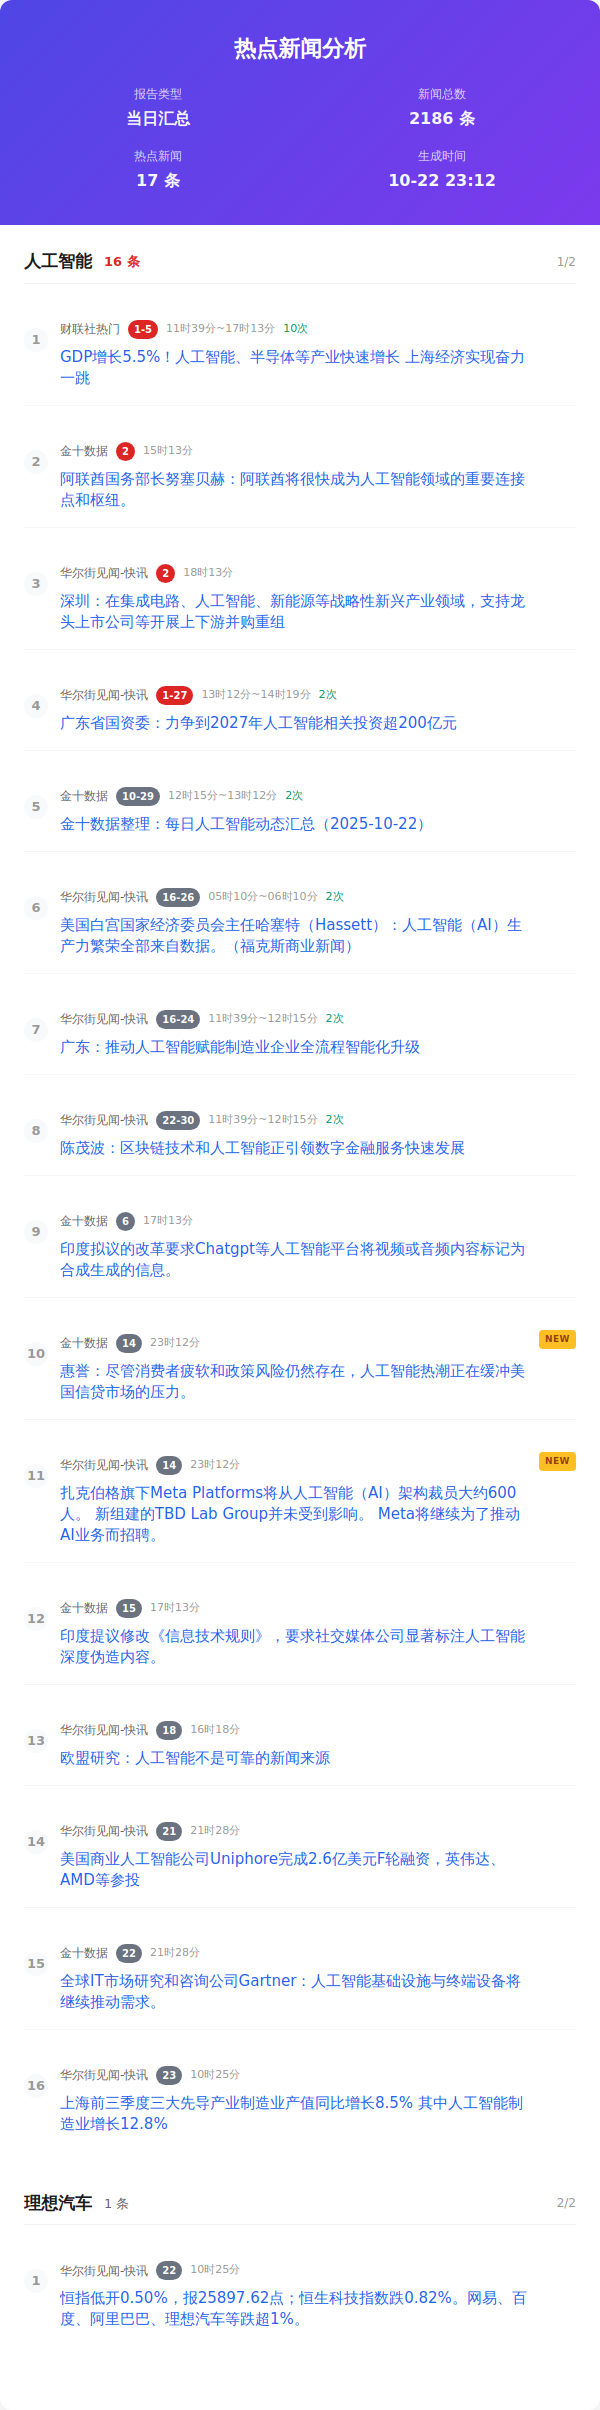 热点新闻分析
报告类型
新闻总数
当日汇总
2186 条
热点新闻
生成时间
17 条
10-22 23:12
人工智能 16 条 1/2
1
财联社热门 1-5 11时39分~17时13分 10次
GDP增长5.5%！人工智能、半导体等产业快速增长 上海经济实现奋力
一跳
2
金十数据 2 15时13分
阿联酋国务部长努塞贝赫：阿联酋将很快成为人工智能领域的重要连接
点和枢纽。
3
华尔街见闻-快讯 2 18时13分
深圳：在集成电路、人工智能、新能源等战略性新兴产业领域，支持龙
头上市公司等开展上下游并购重组
4
华尔街见闻-快讯 1-27 13时12分~14时19分 2次
广东省国资委：力争到2027年人工智能相关投资超200亿元
5
金十数据 10-29 12时15分~13时12分 2次
金十数据整理：每日人工智能动态汇总（2025-10-22）
6
华尔街见闻-快讯 16-26 05时10分~06时10分 2次
美国白宫国家经济委员会主任哈塞特（Hassett）：人工智能（AI）生
产力繁荣全部来自数据。（福克斯商业新闻）
7
华尔街见闻-快讯 16-24 11时39分~12时15分 2次
广东：推动人工智能赋能制造业企业全流程智能化升级
8
华尔街见闻-快讯 22-30 11时39分~12时15分 2次
陈茂波：区块链技术和人工智能正引领数字金融服务快速发展
9
金十数据 6 17时13分
印度拟议的改革要求Chatgpt等人工智能平台将视频或音频内容标记为
合成生成的信息。
10
金十数据 14 23时12分 NEW
惠誉：尽管消费者疲软和政策风险仍然存在，人工智能热潮正在缓冲美
国信贷市场的压力。
11
华尔街见闻-快讯 14 23时12分 NEW
扎克伯格旗下Meta Platforms将从人工智能（AI）架构裁员大约600
人。 新组建的TBD Lab Group并未受到影响。 Meta将继续为了推动
AI业务而招聘。
12
金十数据 15 17时13分
印度提议修改《信息技术规则》，要求社交媒体公司显著标注人工智能
深度伪造内容。
13
华尔街见闻-快讯 18 16时18分
欧盟研究：人工智能不是可靠的新闻来源
14
华尔街见闻-快讯 21 21时28分
美国商业人工智能公司Uniphore完成2.6亿美元F轮融资，英伟达、
AMD等参投
15
金十数据 22 21时28分
全球IT市场研究和咨询公司Gartner：人工智能基础设施与终端设备将
继续推动需求。
16
华尔街见闻-快讯 23 10时25分
上海前三季度三大先导产业制造业产值同比增长8.5% 其中人工智能制
造业增长12.8%
理想汽车 1 条 2/2
1
华尔街见闻-快讯 22 10时25分
恒指低开0.50%，报25897.62点；恒生科技指数跌0.82%。网易、百
度、阿里巴巴、理想汽车等跌超1%。